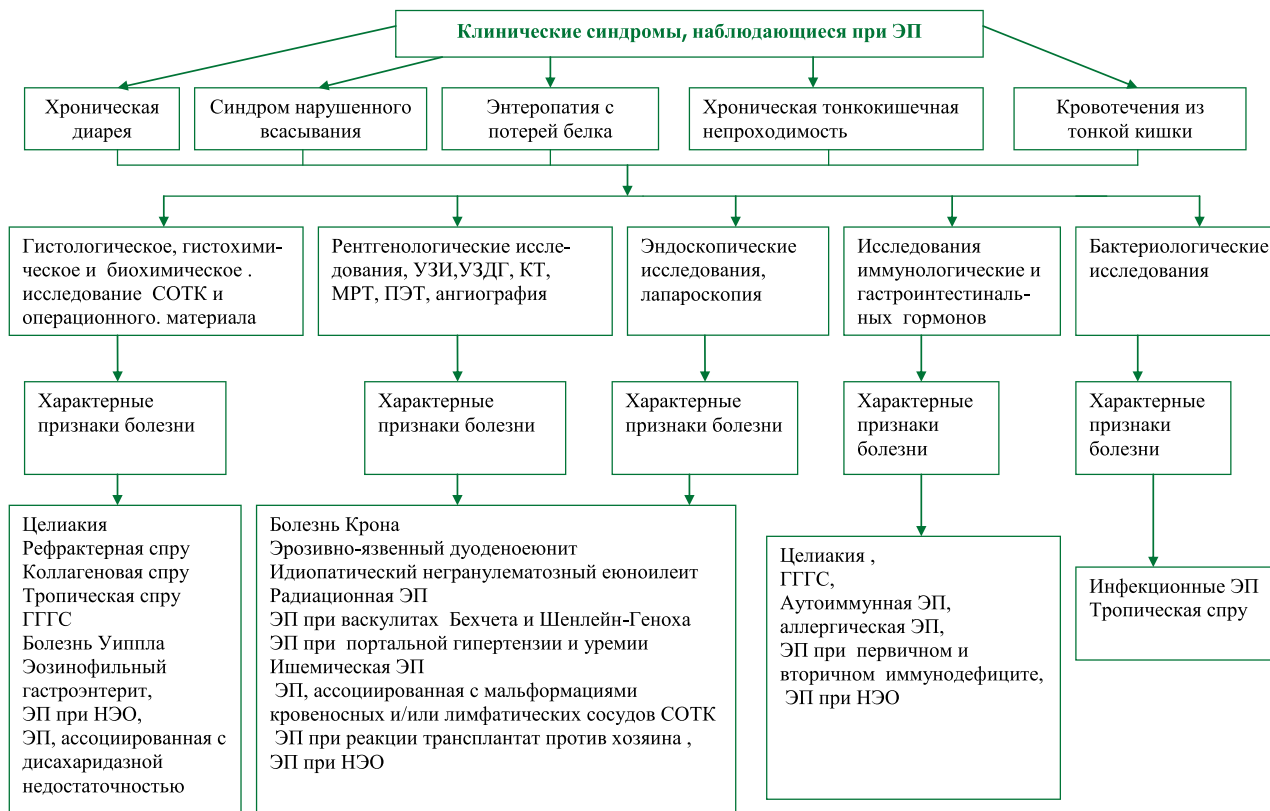 Клинические синдромы, наблюдающиеся при ЭП
Хроническая
диарея
Синдром нарушенного
всасывания
Энтеропатия с
потерей белка
Хроническая тонкокишечная
непроходимость
Кровотечения из
тонкой кишки
Гистологическое, гистохими-
ческое и биохимическое .
исследование СОТК и
операционного. материала
Рентгенологические иссле-
дования, УЗИ,УЗДГ, КТ,
МРТ, ПЭТ, ангиография
Эндоскопические
исследования,
лапароскопия
Исследования
иммунологические и
гастроинтестиналь-
ных гормонов
Бактериологические
исследования
Характерные
признаки болезни
Характерные
признаки болезни
Характерные
признаки болезни
Характерные
признаки
болезни
Характерные
признаки
болезни
Целиакия
Рефрактерная спру
Коллагеновая спру
Тропическая спру
ГГГС
Болезнь Уиппла
Эозинофильный
гастроэнтерит,
ЭП при НЭО,
ЭП, ассоциированная с
дисахаридазной
недостаточностью
Болезнь Крона
Эрозивно-язвенный дуоденоеюнит
Идиопатический негранулематозный еюноилеит
Радиационная ЭП
ЭП при васкулитах Бехчета и Шенлейн-Геноха
ЭП при портальной гипертензии и уремии
Ишемическая ЭП
ЭП, ассоциированная с мальформациями
кровеносных и/или лимфатических сосудов СОТК
ЭП при реакции трансплантат против хозяина ,
ЭП при НЭО
Целиакия ,
ГГГС,
Аутоиммунная ЭП,
аллергическая ЭП,
ЭП при первичном и
вторичном иммунодефиците,
ЭП при НЭО
Инфекционные ЭП
Тропическая спру